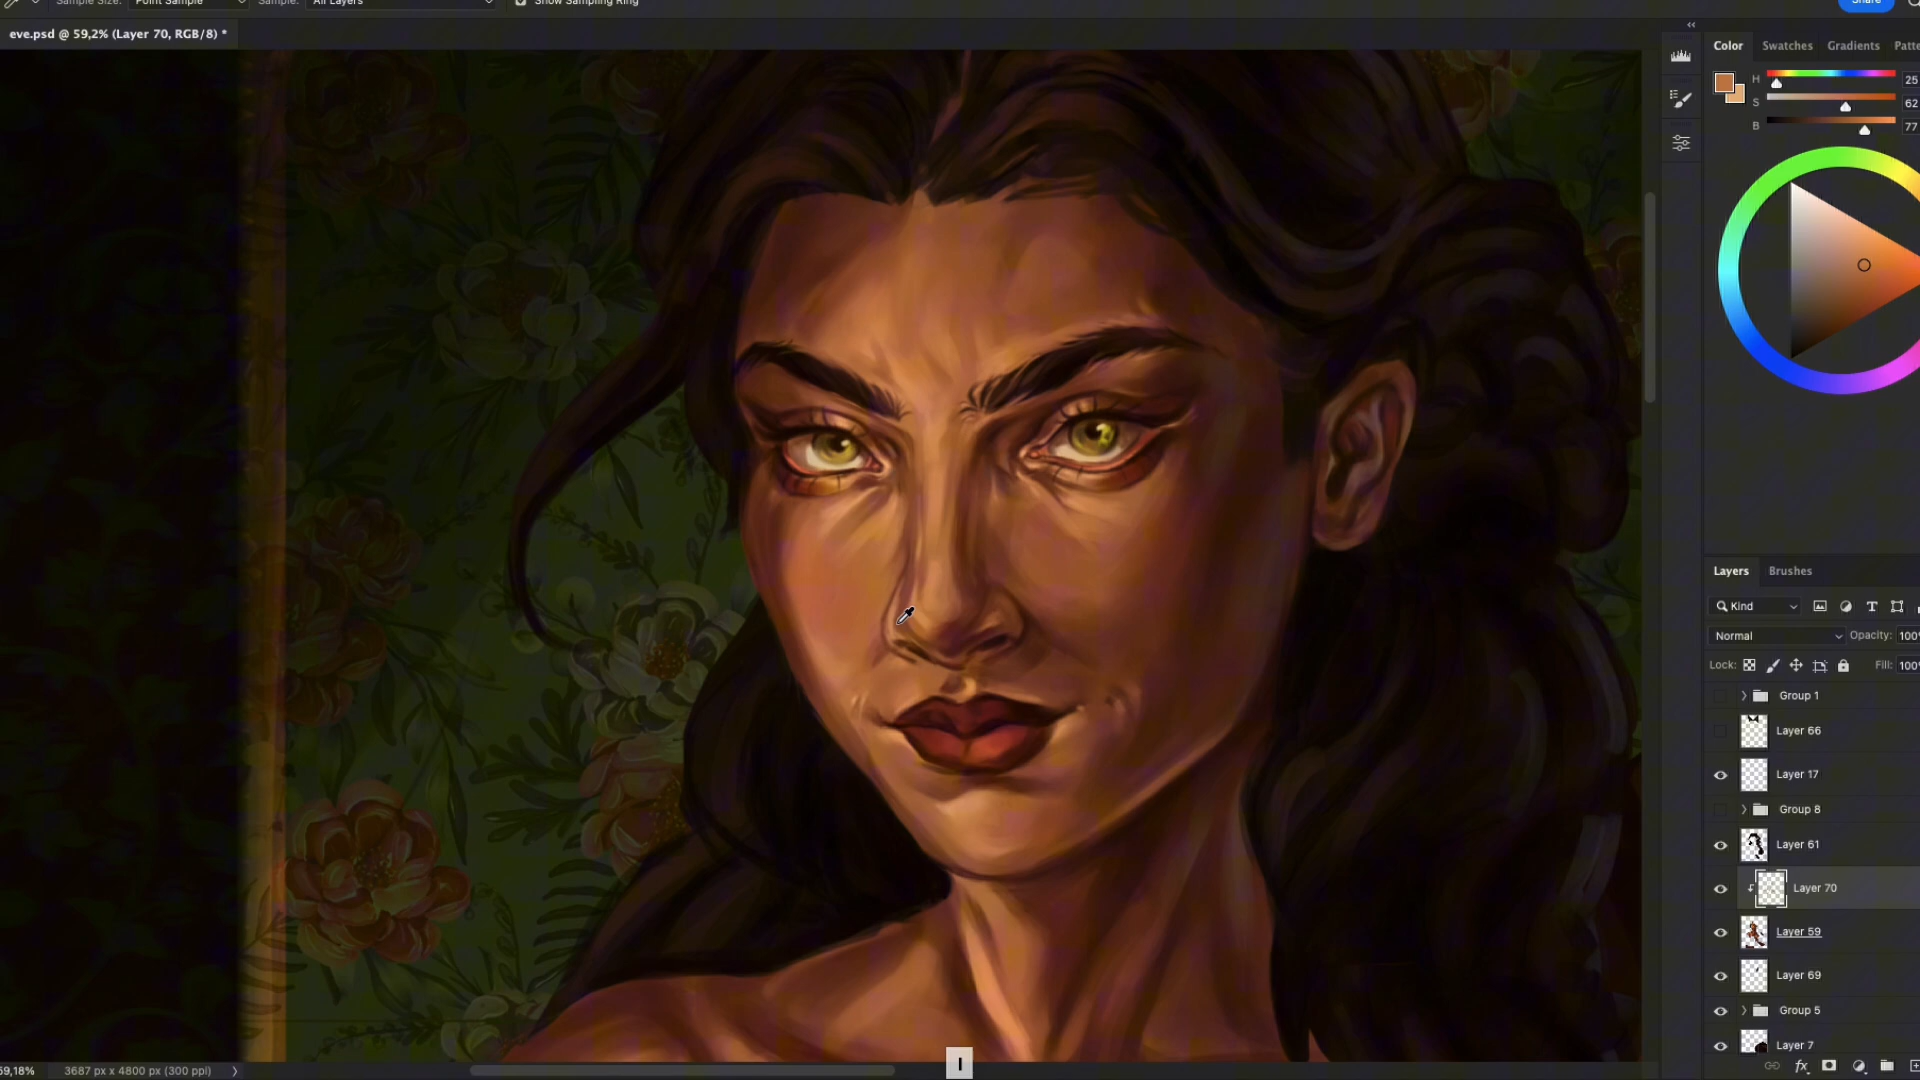 Sample Size: Point Sample Sample: All Layers Show Sampling Ring Share
eve.psd @ 59,2% (Layer 70, RGB/8) *
Color Swatches Gradients
H 25
S 62
B 77
Layers Brushes
Kind
Normal Opacity: 100
Lock: Fill: 100
Group 1
Layer 66
Layer 17
Group 8
Layer 61
Layer 70
Layer 59
Layer 69
Group 5
Layer 7
fx
59,18% 3687 px x 4800 px (300 ppi)
I